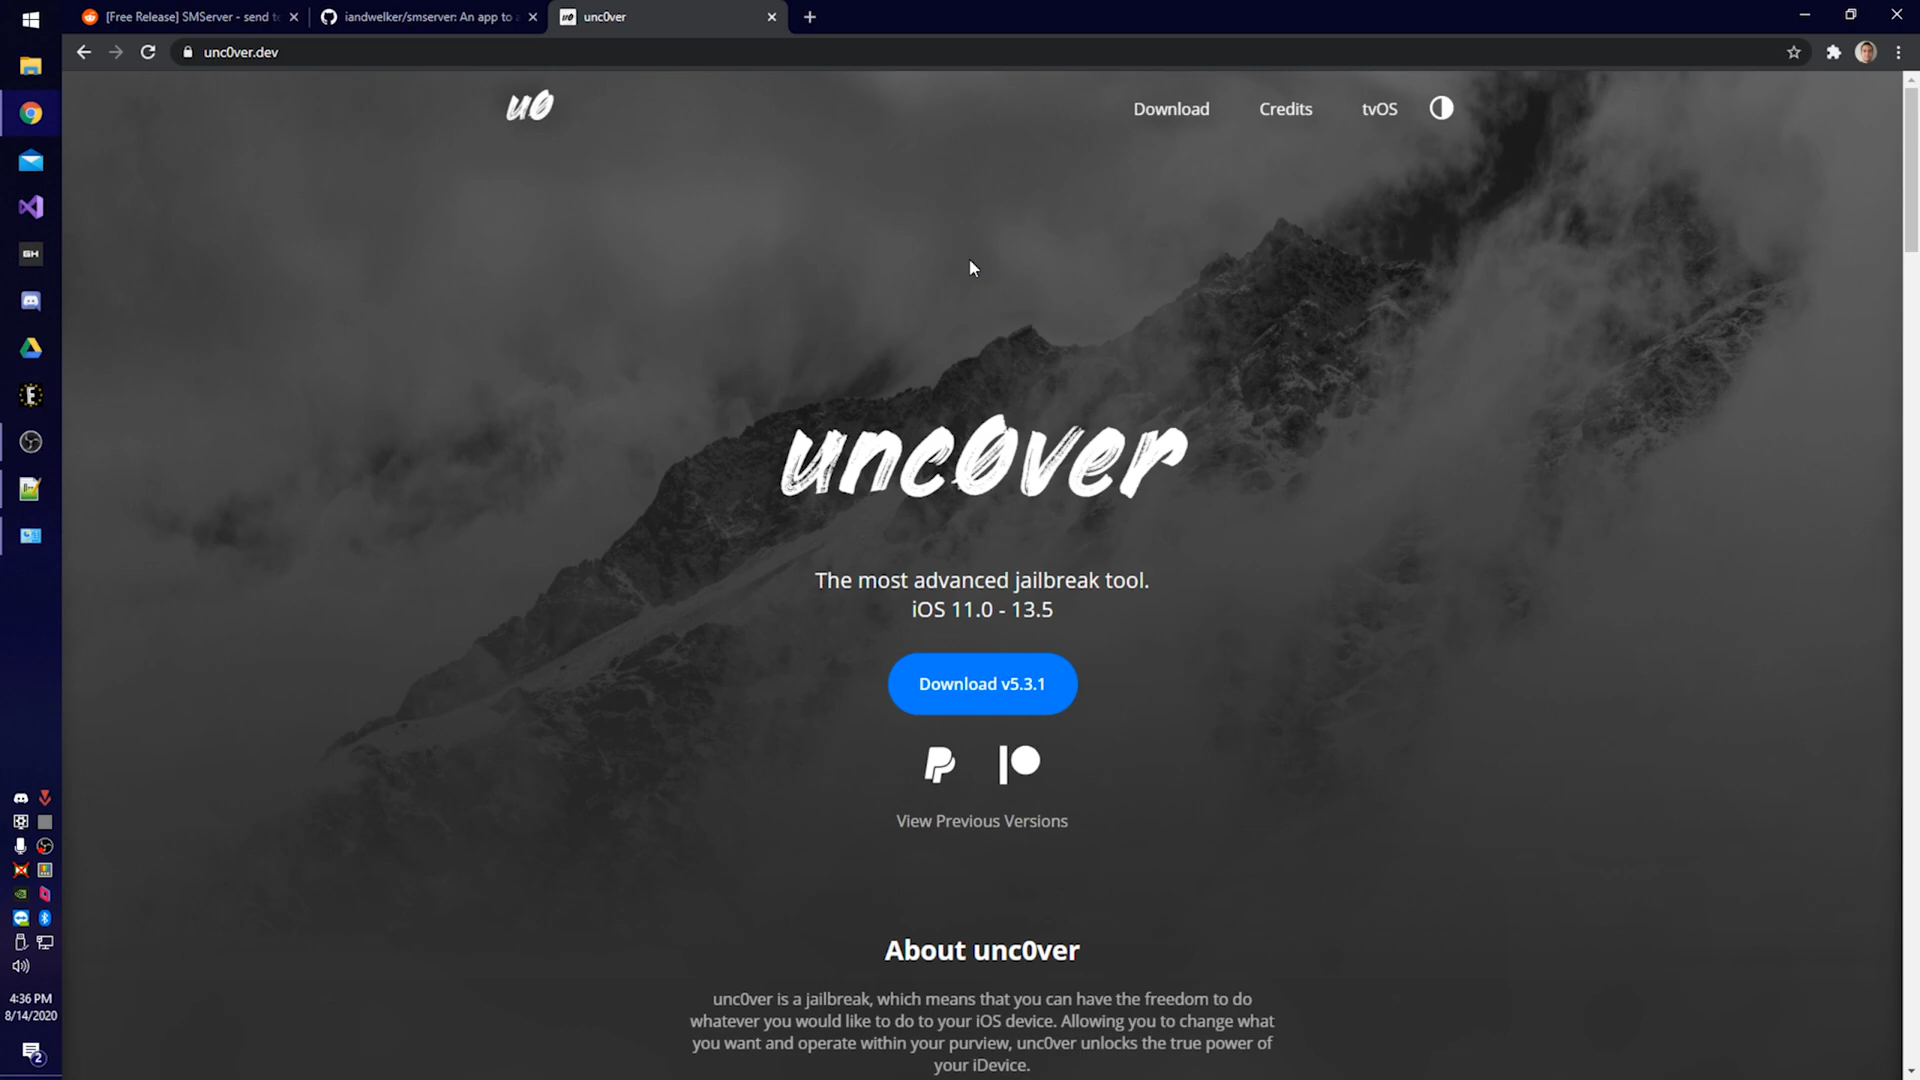 [Free Release] SMServer - send t
iandwelker/smserver: An app to a
unc0ver
unc0ver.dev
u0
Download
Credits
tvOS
unc0ver
The most advanced jailbreak tool.
iOS 11.0 - 13.5
Download v5.3.1
View Previous Versions
About unc0ver
unc0ver is a jailbreak, which means that you can have the freedom to do
whatever you would like to do to your iOS device. Allowing you to change what
you want and operate within your purview, unc0ver unlocks the true power of
your iDevice.
GH
E
4:36 PM
8/14/2020
2